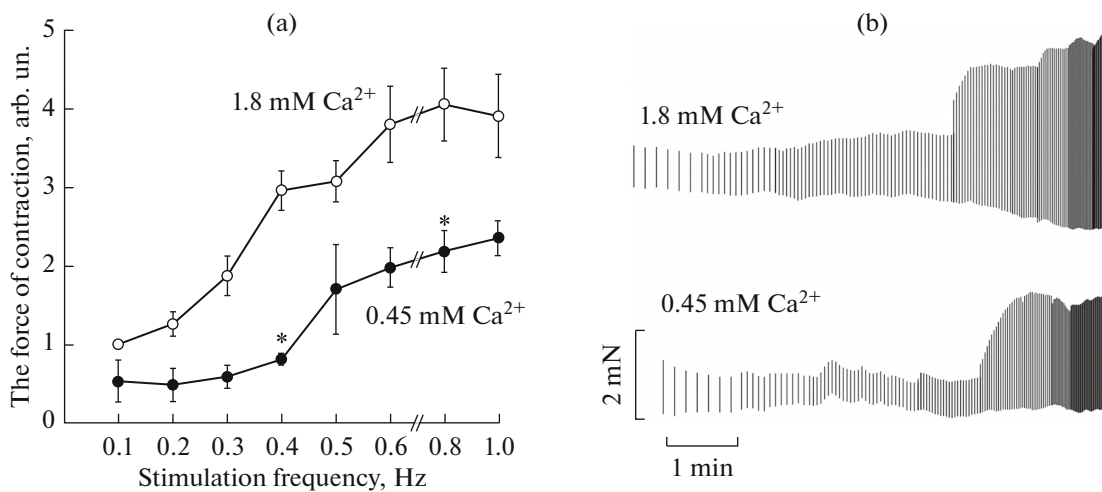 (a)
The force of contraction, arb. un.
5
4
3
2
1
0
1.8 mM Ca²⁺
*
*
0.45 mM Ca²⁺
0.1 0.2 0.3 0.4 0.5 0.6 0.8 1.0
Stimulation frequency, Hz
(b)
1.8 mM Ca²⁺
0.45 mM Ca²⁺
2 mN
1 min